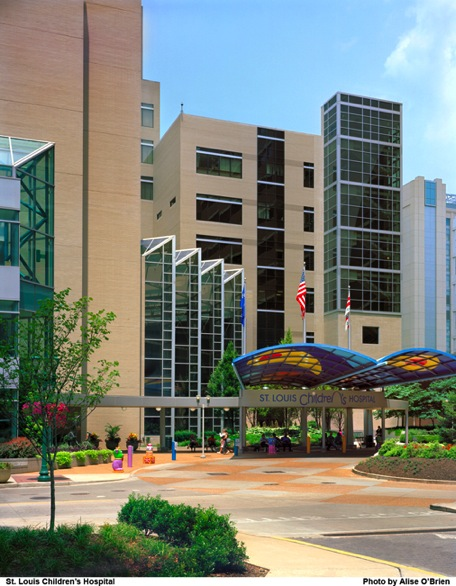 ST. LOUIS Children's HOSPITAL
St. Louis Children's Hospital
Photo by Alise O'Brien